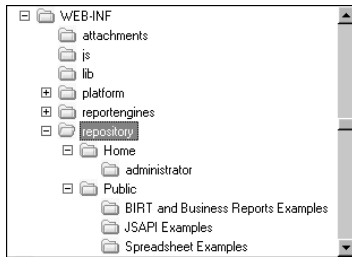 WEB-INF
attachments
js
lib
platform
reportengines
repository
Home
administrator
Public
BIRT and Business Reports Examples
JSAPI Examples
Spreadsheet Examples